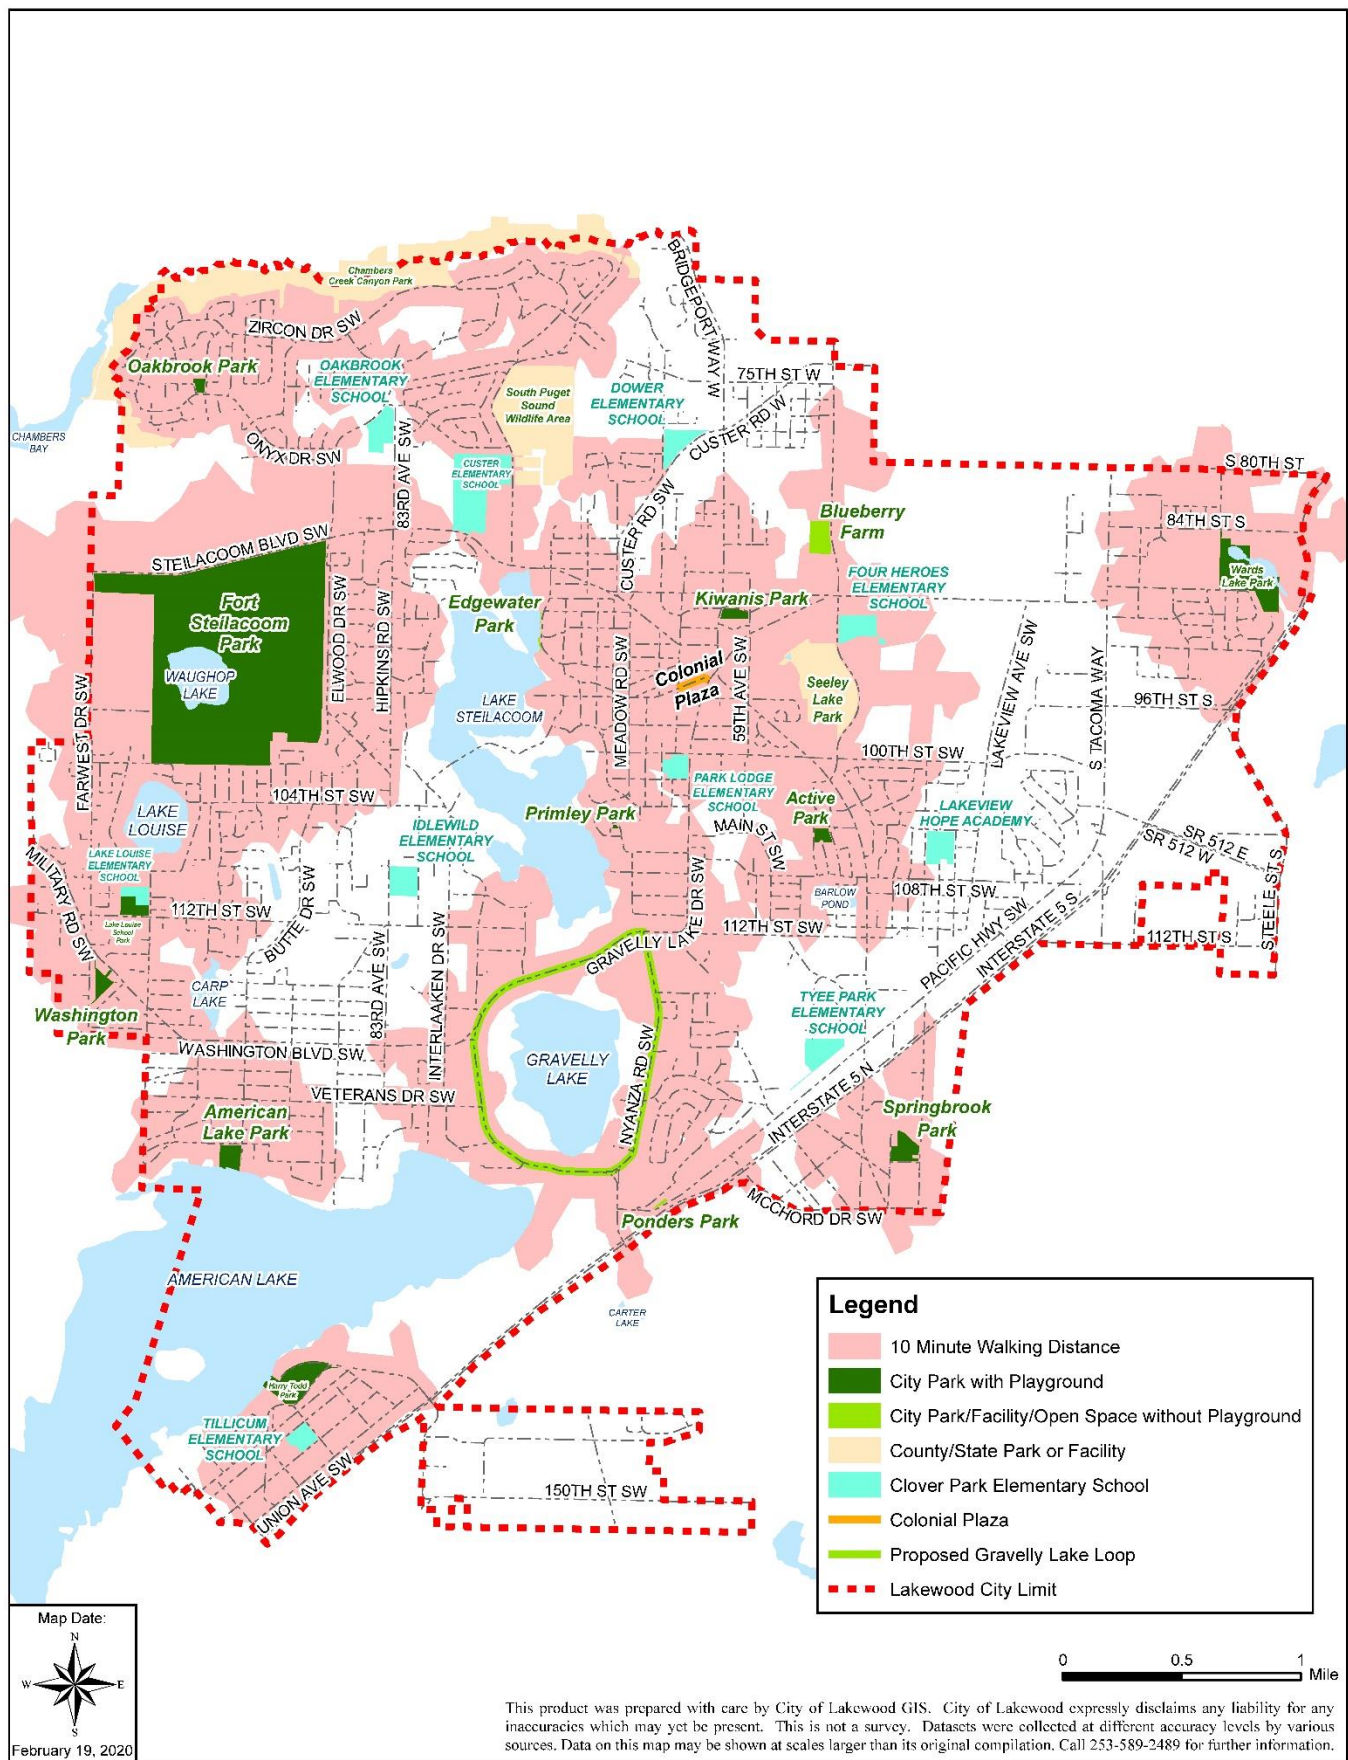 Chambers
Creek Canyon Park
BRIDGEPORT WAY W
ZIRCON DR SW
Oakbrook Park
OAKBROOK
ELEMENTARY
SCHOOL
75TH ST W
DOWER
ELEMENTARY
SCHOOL
South Puget
Sound
Wildlife Area
CUSTER RD W
CHAMBERS
BAY
ONYX DR SW
83RD AVE SW
CUSTER
ELEMENTARY
SCHOOL
S 80TH ST
CUSTER RD SW
Blueberry
Farm
84TH ST S
STEILACOOM BLVD SW
Wards
Lake Park
FOUR HEROES
ELEMENTARY
SCHOOL
Fort
Steilacoom
Park
ELWOOD DR SW
HIPKINS RD SW
Edgewater
Park
Kiwanis Park
WAUGHOP
LAKE
MEADOW RD SW
Colonial
Plaza
59TH AVE SW
Seeley
Lake
Park
LAKEVIEW AVE SW
S TACOMA WAY
96TH ST S
LAKE
STEILACOOM
FARWEST DR SW
100TH ST SW
PARK LODGE
ELEMENTARY
SCHOOL
104TH ST SW
LAKE
LOUISE
Primley Park
Active
Park
LAKEVIEW
HOPE ACADEMY
IDLEWILD
ELEMENTARY
SCHOOL
MAIN ST SW
SR 512 E
SR 512 W
LAKE LOUISE
ELEMENTARY
SCHOOL
MILITARY RD SW
BARLOW
POND
108TH ST SW
112TH ST SW
Lake Louise
School
Park
BUTTE DR SW
INTERLAAKEN DR SW
GRAVELLY LAKE DR SW
112TH ST SW
PACIFIC HWY SW
INTERSTATE 5 S
112TH ST S
STEELE ST S
CARP
LAKE
83RD AVE SW
Washington
Park
TYEE PARK
ELEMENTARY
SCHOOL
WASHINGTON BLVD SW
GRAVELLY
LAKE
NYANZA RD SW
VETERANS DR SW
INTERSTATE 5 N
American
Lake Park
Springbrook
Park
Ponders Park
MCCHORD DR SW
AMERICAN LAKE
CARTER
LAKE
Harry Todd
Park
TILLICUM
ELEMENTARY
SCHOOL
UNION AVE SW
150TH ST SW
Legend
10 Minute Walking Distance
City Park with Playground
City Park/Facility/Open Space without Playground
County/State Park or Facility
Clover Park Elementary School
Colonial Plaza
Proposed Gravelly Lake Loop
Lakewood City Limit
Map Date:
N
W E
S
February 19, 2020
0 0.5 1
Mile
This product was prepared with care by City of Lakewood GIS. City of Lakewood expressly disclaims any liability for any
inaccuracies which may yet be present. This is not a survey. Datasets were collected at different accuracy levels by various
sources. Data on this map may be shown at scales larger than its original compilation. Call 253-589-2489 for further information.